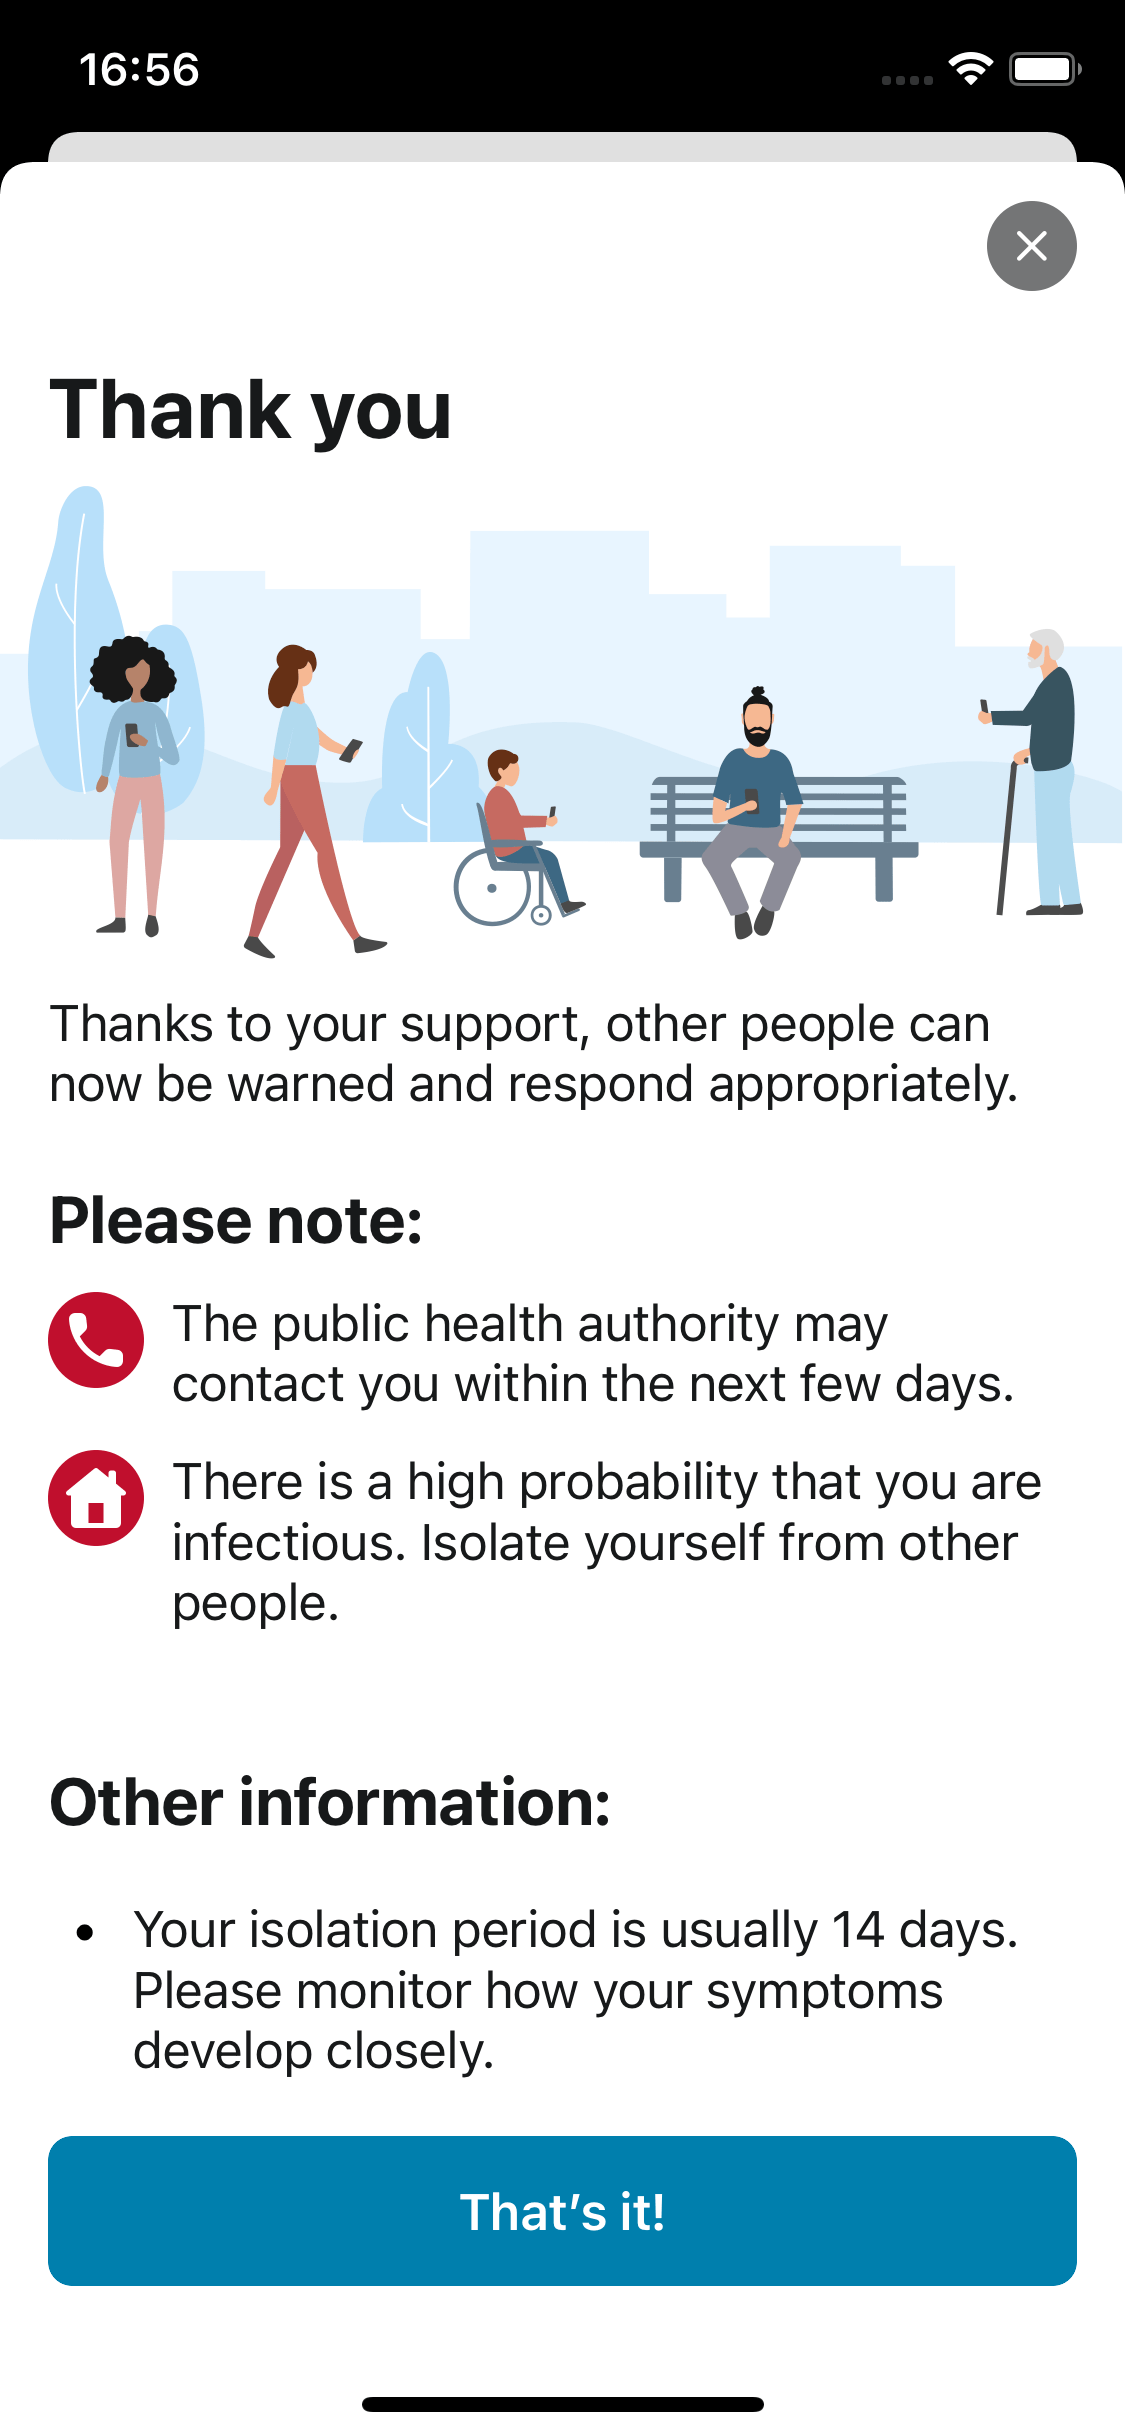 16:56
Thank you
Thanks to your support, other people can
now be warned and respond appropriately.
Please note:
The public health authority may
contact you within the next few days.
There is a high probability that you are
infectious. Isolate yourself from other
people.
Other information:
• Your isolation period is usually 14 days.
Please monitor how your symptoms
develop closely.
That’s it!